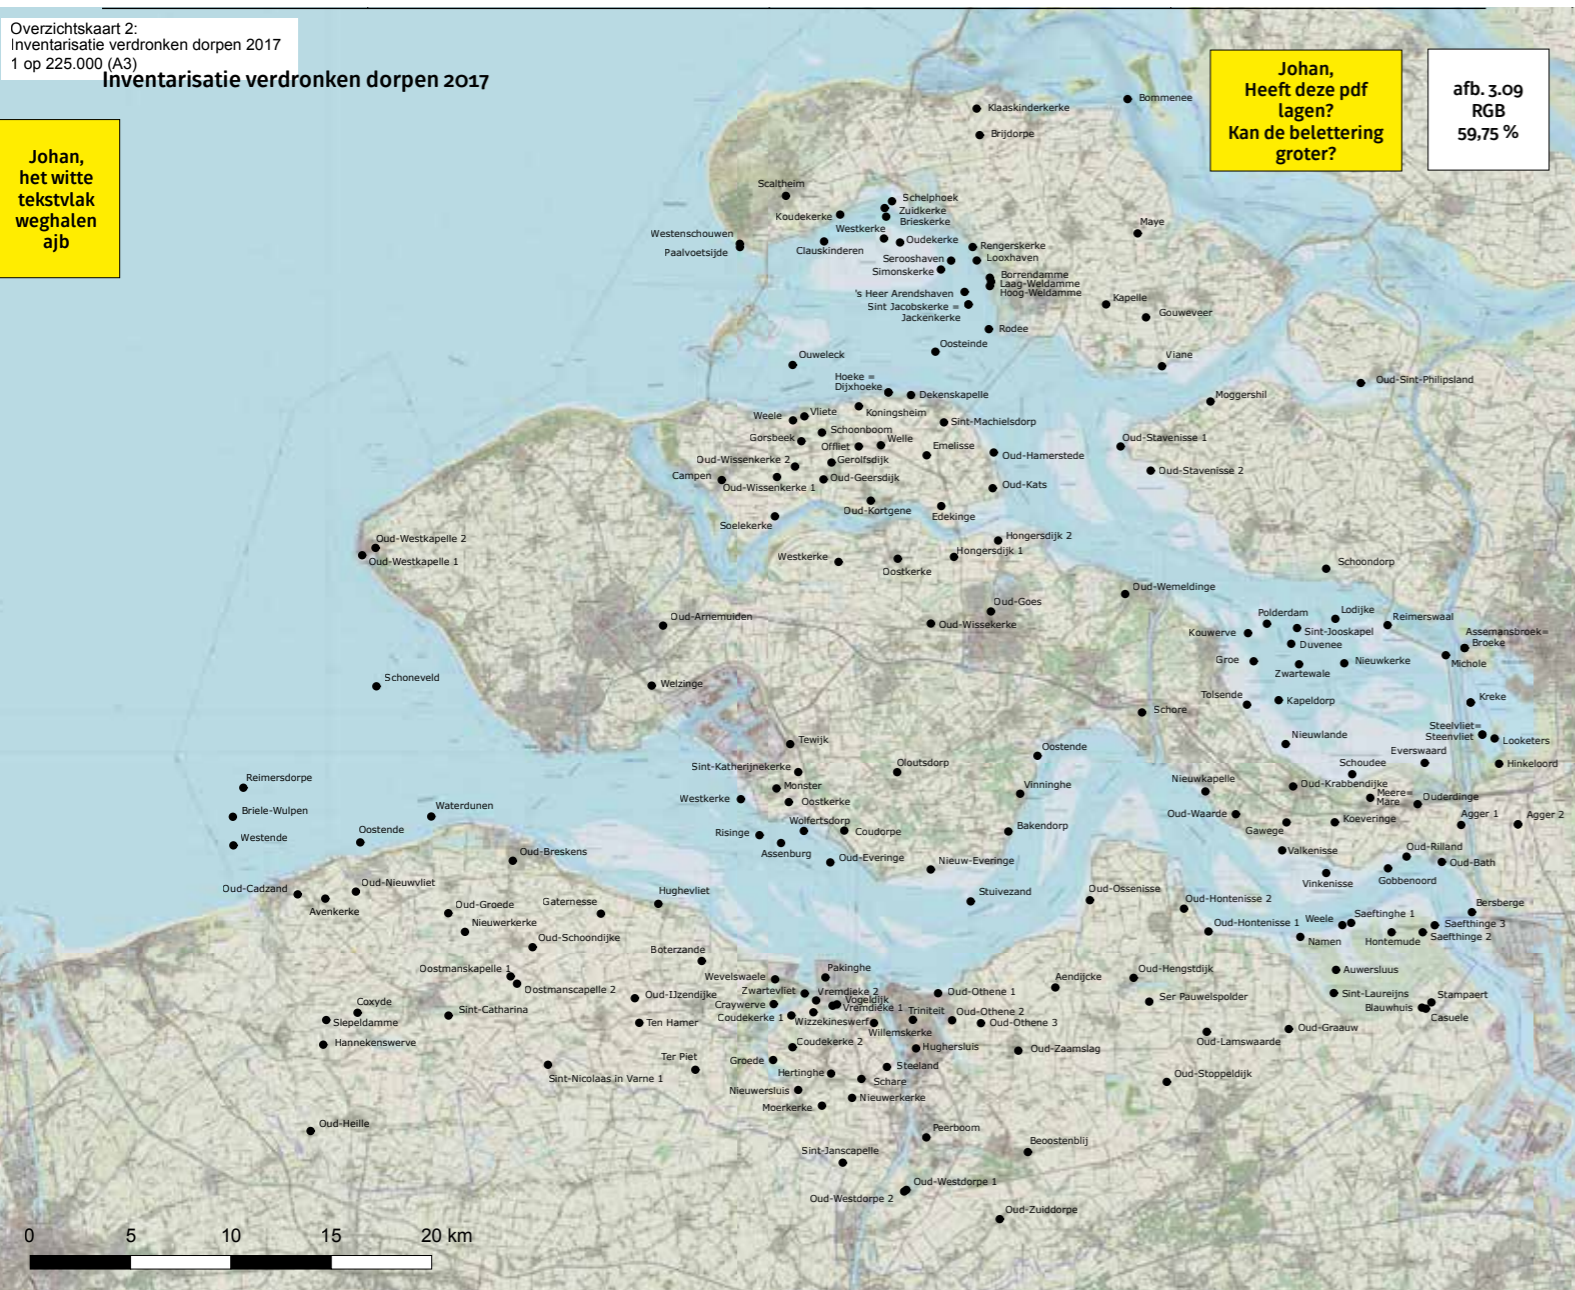 Overzichtskaart 2:
Inventarisatie verdronken dorpen 2017
1 op 225.000 (A3)
Inventarisatie verdronken dorpen 2017
Johan,
het witte
tekstvlak
weghalen
ajb
Johan,
Heeft deze pdf
lagen?
Kan de belettering
groter?
afb. 3.09
RGB
59,75 %
Bommenee
Klaaskinderkerke
Brijdorpe
Scaltheim
Schelphoek
Zuidkerke
Koudekerke
Brieskerke
Westkerke
Maye
Westenschouwen
Oudekerke
Paalvoetsijde
Clauskinderen
Rengerskerke
Serooshaven
Looxhaven
Simonskerke
Borrendamme
Laag-Weldamme
's Heer Arendshaven
Hoog-Weldamme
Sint Jacobskerke =
Jackenkerke
Kapelle
Gouweveer
Rodee
Oosteinde
Ouweleck
Viane
Hoeke =
Dijxhoeke
Oud-Sint-Philipsland
Dekenskapelle
Moggershil
Weele
Vliete
Koningsheim
Sint-Machielsdorp
Schoonboom
Gorsbeek
Offliet
Welle
Emelisse
Oud-Stavenisse 1
Oud-Hamerstede
Oud-Wissenkerke 2
Gerolfsdijk
Oud-Stavenisse 2
Campen
Oud-Wissenkerke 1
Oud-Geersdijk
Oud-Kats
Oud-Kortgene
Edekinge
Soelekerke
Oud-Westkapelle 2
Oud-Westkapelle 1
Hongersdijk 2
Hongersdijk 1
Westkerke
Oostkerke
Schoondorp
Oud-Wemeldinge
Oud-Goes
Oud-Arnemuiden
Oud-Wissekerke
Polderdam
Lodijke
Reimerswaal
Kouwerve
Sint-Jooskapel
Assemansbroek=
Broeke
Duvenee
Groe
Zwartewale
Nieuwkerke
Michole
Schoneveld
Welzinge
Tolsende
Kapeldorp
Kreke
Schore
Steelvliet=
Steenvliet
Looketers
Tewijk
Nieuwlande
Everswaard
Oostende
Hinkeloord
Sint-Katherijnekerke
Oloutsdorp
Schoudee
Reimersdorpe
Monster
Vinninghe
Nieuwkapelle
Oud-Krabbendijke
Meere=
Mare
Westkerke
Oostkerke
Ouderdinge
Briele-Wulpen
Waterdunen
Oud-Waarde
Gawege
Koeveringe
Agger 1
Agger 2
Westende
Oostende
Risinge
Wolfertsdorp
Coudorpe
Bakendorp
Assenburg
Valkenisse
Oud-Rilland
Oud-Breskens
Oud-Everinge
Nieuw-Everinge
Oud-Bath
Vinkenisse
Gobbenoord
Oud-Cadzand
Oud-Nieuwvliet
Hughevliet
Stuivezand
Oud-Ossenisse
Avenkerke
Oud-Groede
Gaternesse
Oud-Hontenisse 2
Bersberge
Nieuwerkerke
Oud-Hontenisse 1
Weele
Saeftinghe 1
Saefthinge 3
Namen
Hontemude
Saefthinge 2
Oud-Schoondijke
Boterzande
Oostmanskapelle 1
Oostmanscapelle 2
Wevelswaele
Pakinghe
Aendijcke
Oud-Hengstdijk
Auwersluus
Coxyde
Sint-Catharina
Oud-IJzendijke
Zwartevliet
Vremdieke 2
Oud-Othene 1
Ser Pauwelspolder
Sint-Laureijns
Stampaert
Craywerve
Vogeldijk
Vremdieke 1
Blauwhuis
Casuele
Slepeldamme
Ten Hamer
Coudekerke 1
Wizzekineswerf
Triniteit
Oud-Othene 2
Oud-Othene 3
Willemskerke
Oud-Graauw
Hannekenswerve
Oud-Lamswaarde
Coudekerke 2
Hughersluis
Oud-Zaamslag
Ter Piet
Groede
Steeland
Sint-Nicolaas in Varne 1
Hertinghe
Schare
Oud-Stoppeldijk
Nieuwersluis
Nieuwerkerke
Moerkerke
Oud-Heille
Peerboom
Beoostenblij
Sint-Janscapelle
Oud-Westdorpe 1
Oud-Westdorpe 2
Oud-Zuiddorpe
0 5 10 15 20 km